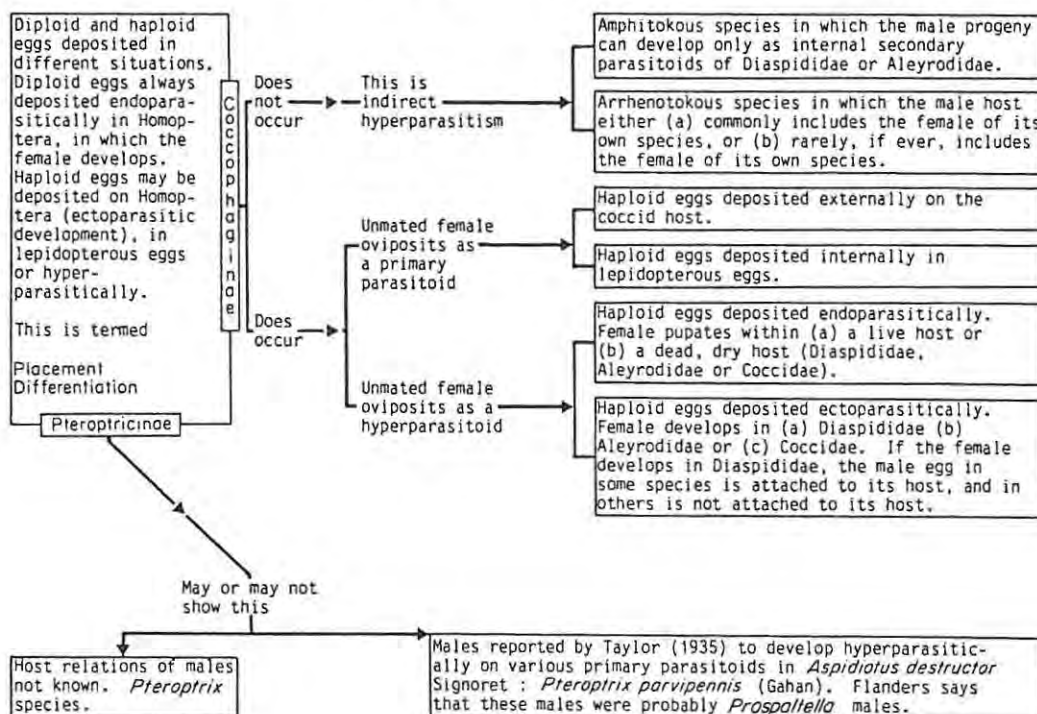 Diploid and haploid
eggs deposited in
different situations.
Diploid eggs always
deposited endopara-
sitically in Homop-
tera, in which the
female develops.
Haploid eggs may be
deposited on Homop-
tera (ectoparasitic
development), in
lepidopterous eggs
or hyper-
parasitically.
This is termed
Placement
Differentiation
Coccophaginae
Pteroptricinae
Does
not
occur
This is
indirect
hyperparasitism
Amphitokous species in which the male progeny
can develop only as internal secondary
parasitoids of Diaspididae or Aleyrodidae.
Arrhenotokous species in which the male host
either (a) commonly includes the female of its
own species, or (b) rarely, if ever, includes
the female of its own species.
Does
occur
Unmated female
oviposits as
a primary
parasitoid
Haploid eggs deposited externally on the
coccid host.
Haploid eggs deposited internally in
lepidopterous eggs.
Unmated female
oviposits as a
hyperparasitoid
Haploid eggs deposited endoparasitically.
Female pupates within (a) a live host or
(b) a dead, dry host (Diaspididae,
Aleyrodidae or Coccidae).
Haploid eggs deposited ectoparasitically.
Female develops in (a) Diaspididae (b)
Aleyrodidae or (c) Coccidae. If the female
develops in Diaspididae, the male egg in
some species is attached to its host, and in
others is not attached to its host.
May or may not
show this
Host relations of males
not known. Pteroptrix
species.
Males reported by Taylor (1935) to develop hyperparasitic-
ally on various primary parasitoids in Aspidiotus destructor
Signoret : Pteroptrix parvipennis (Gahan). Flanders says
that these males were probably Prospaltella males.